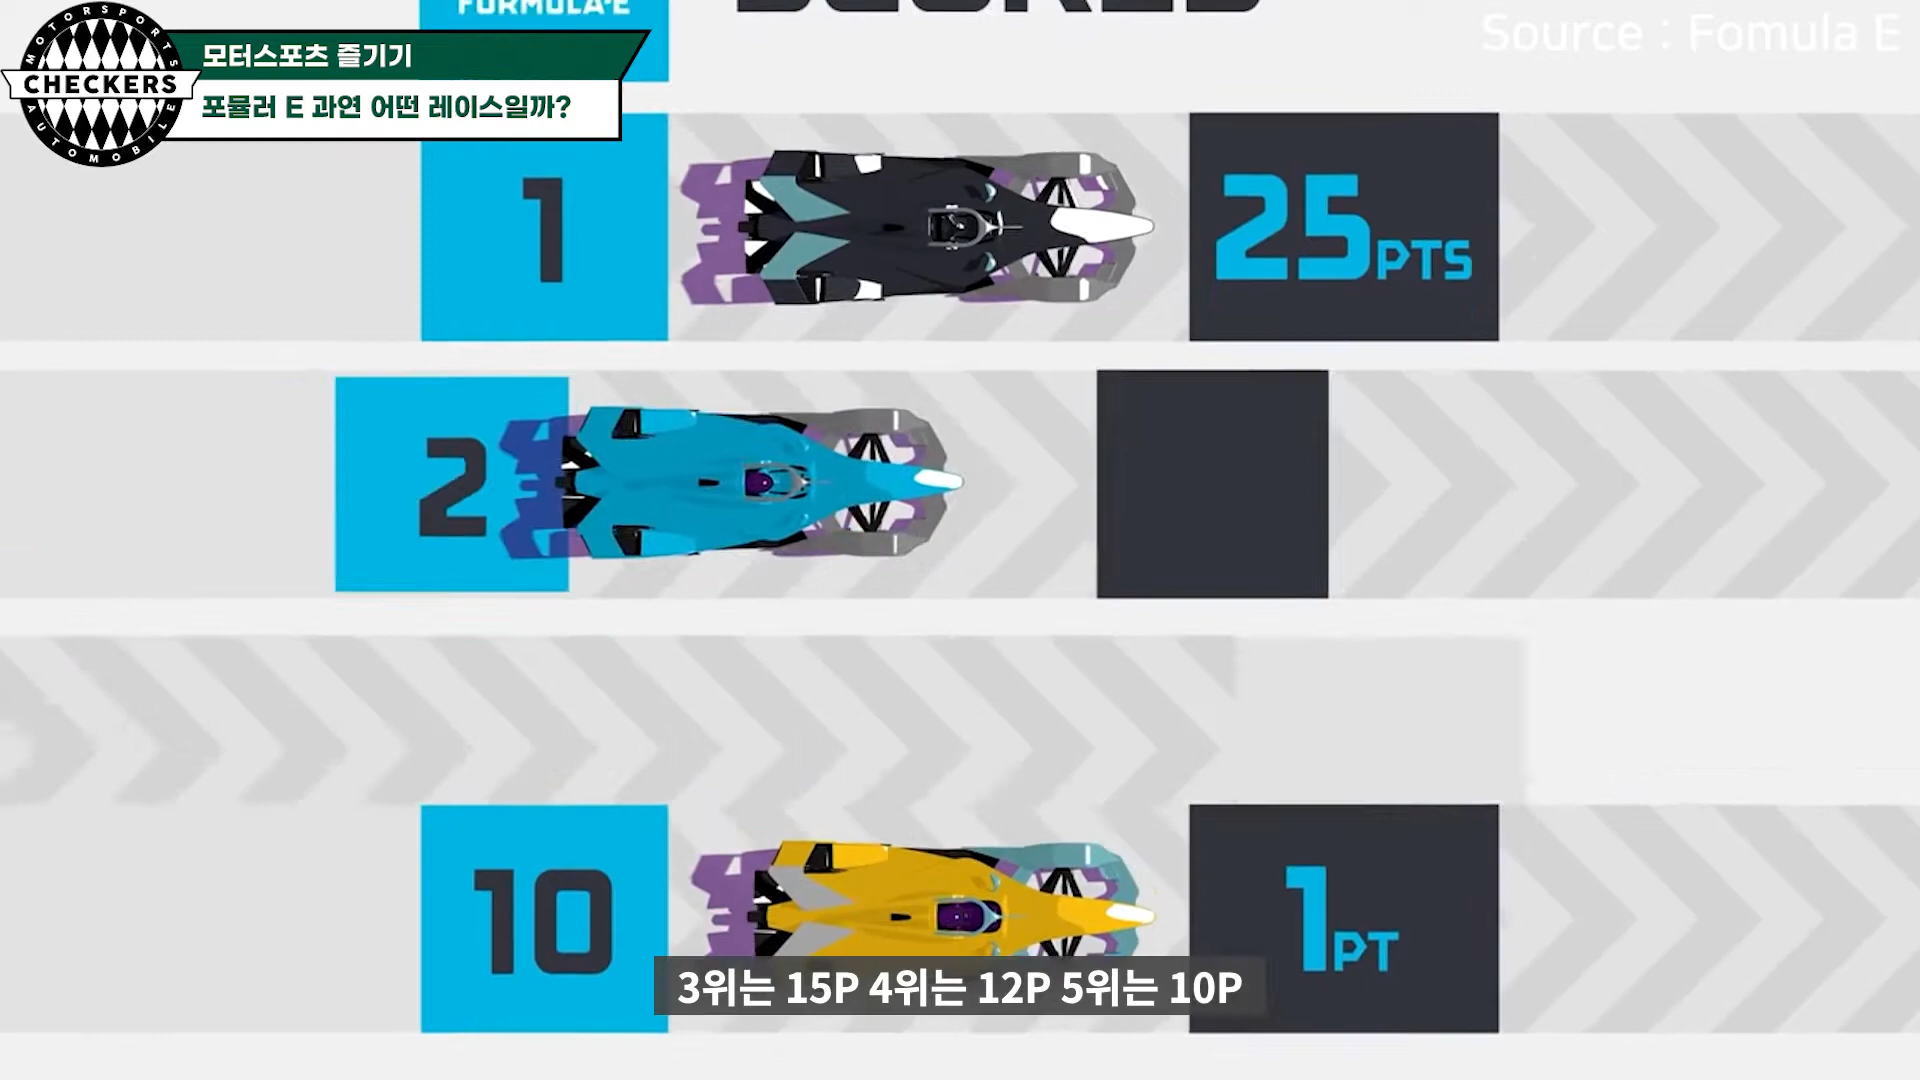 FORMULA-E
SCORED
Source : Fomula E
MOTORSPORTS
CHECKERS
AUTOMOBILE
모터스포츠 즐기기
포뮬러 E 과연 어떤 레이스일까?
1
25PTS
2
10
1PT
3위는 15P 4위는 12P 5위는 10P